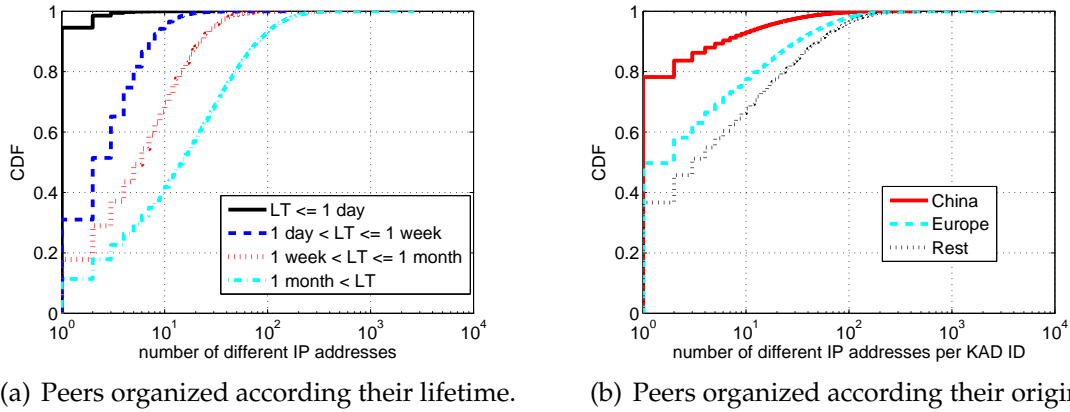 1
0.8
0.6
0.4
0.2
0
CDF
10^0 10^1 10^2 10^3 10^4
number of different IP addresses
LT <= 1 day
1 day < LT <= 1 week
1 week < LT <= 1 month
1 month < LT
(a) Peers organized according their lifetime.
1
0.8
0.6
0.4
0.2
0
CDF
10^0 10^1 10^2 10^3 10^4
number of different IP addresses per KAD ID
China
Europe
Rest
(b) Peers organized according their origin